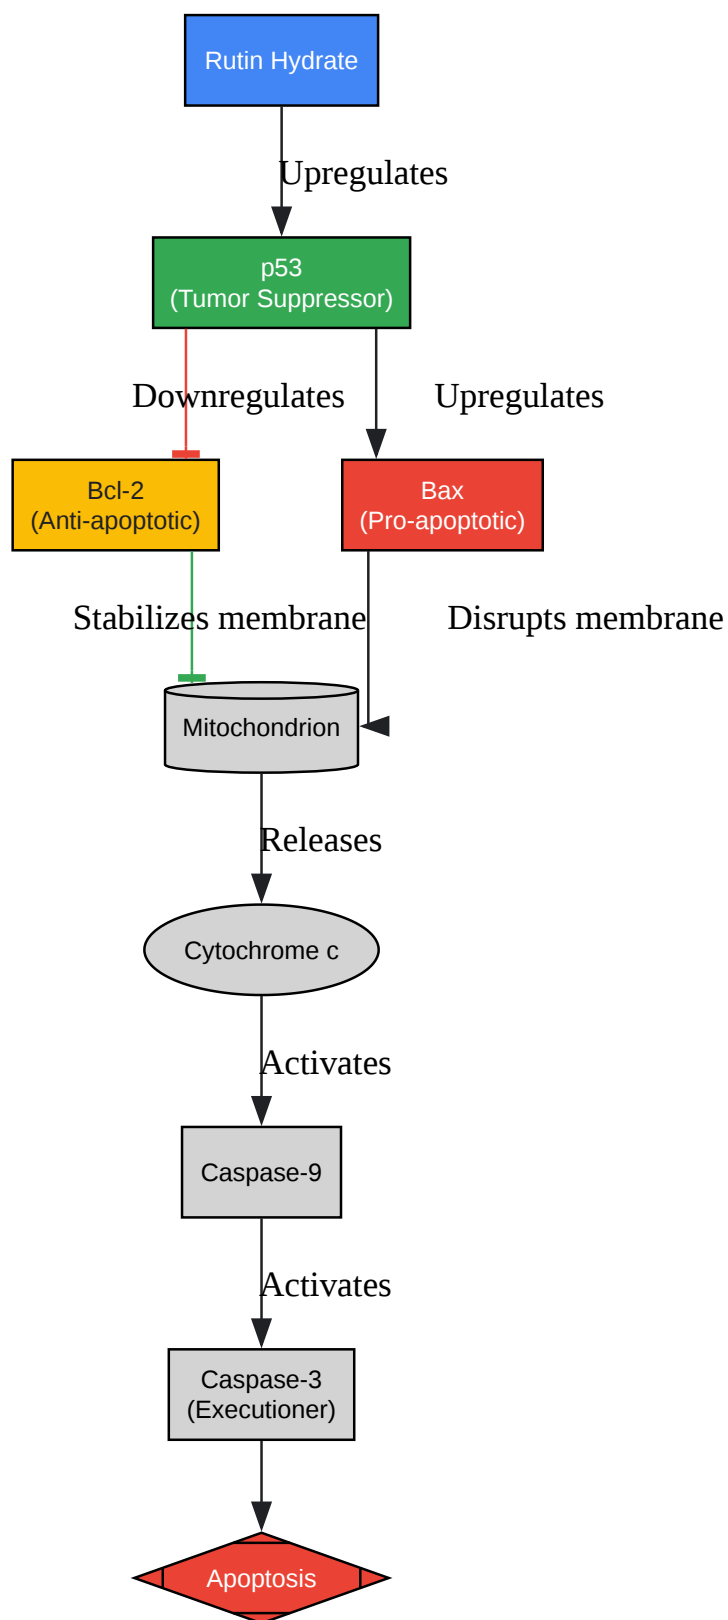 Rutin Hydrate
Upregulates
p53
(Tumor Suppressor)
Downregulates
Upregulates
Bcl-2
(Anti-apoptotic)
Bax
(Pro-apoptotic)
Stabilizes membrane
Disrupts membrane
Mitochondrion
Releases
Cytochrome c
Activates
Caspase-9
Activates
Caspase-3
(Executioner)
Apoptosis